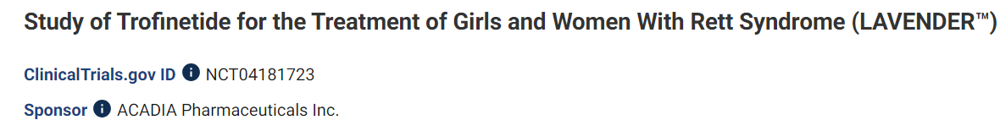 Study of Trofinetide for the Treatment of Girls and Women With Rett Syndrome (LAVENDER™)
ClinicalTrials.gov ID i NCT04181723
Sponsor i ACADIA Pharmaceuticals Inc.